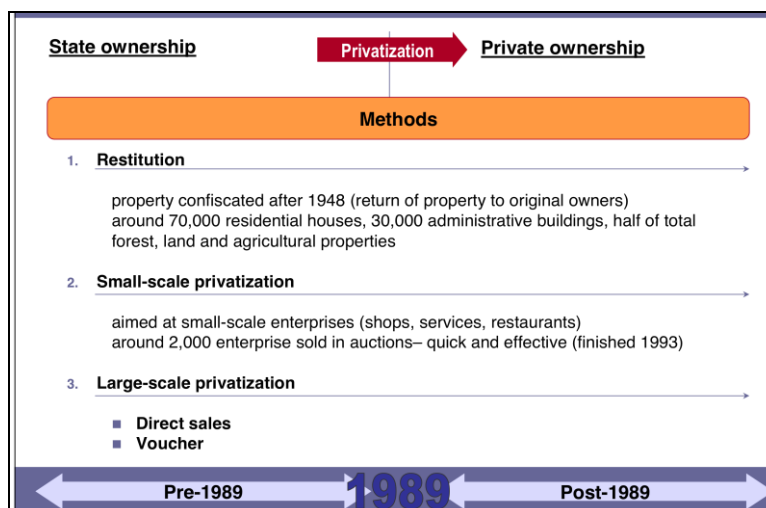 State ownership
Privatization
Private ownership
Methods
1. Restitution
property confiscated after 1948 (return of property to original owners)
around 70,000 residential houses, 30,000 administrative buildings, half of total
forest, land and agricultural properties
2. Small-scale privatization
aimed at small-scale enterprises (shops, services, restaurants)
around 2,000 enterprise sold in auctions– quick and effective (finished 1993)
3. Large-scale privatization
Direct sales
Voucher
Pre-1989
1989
Post-1989